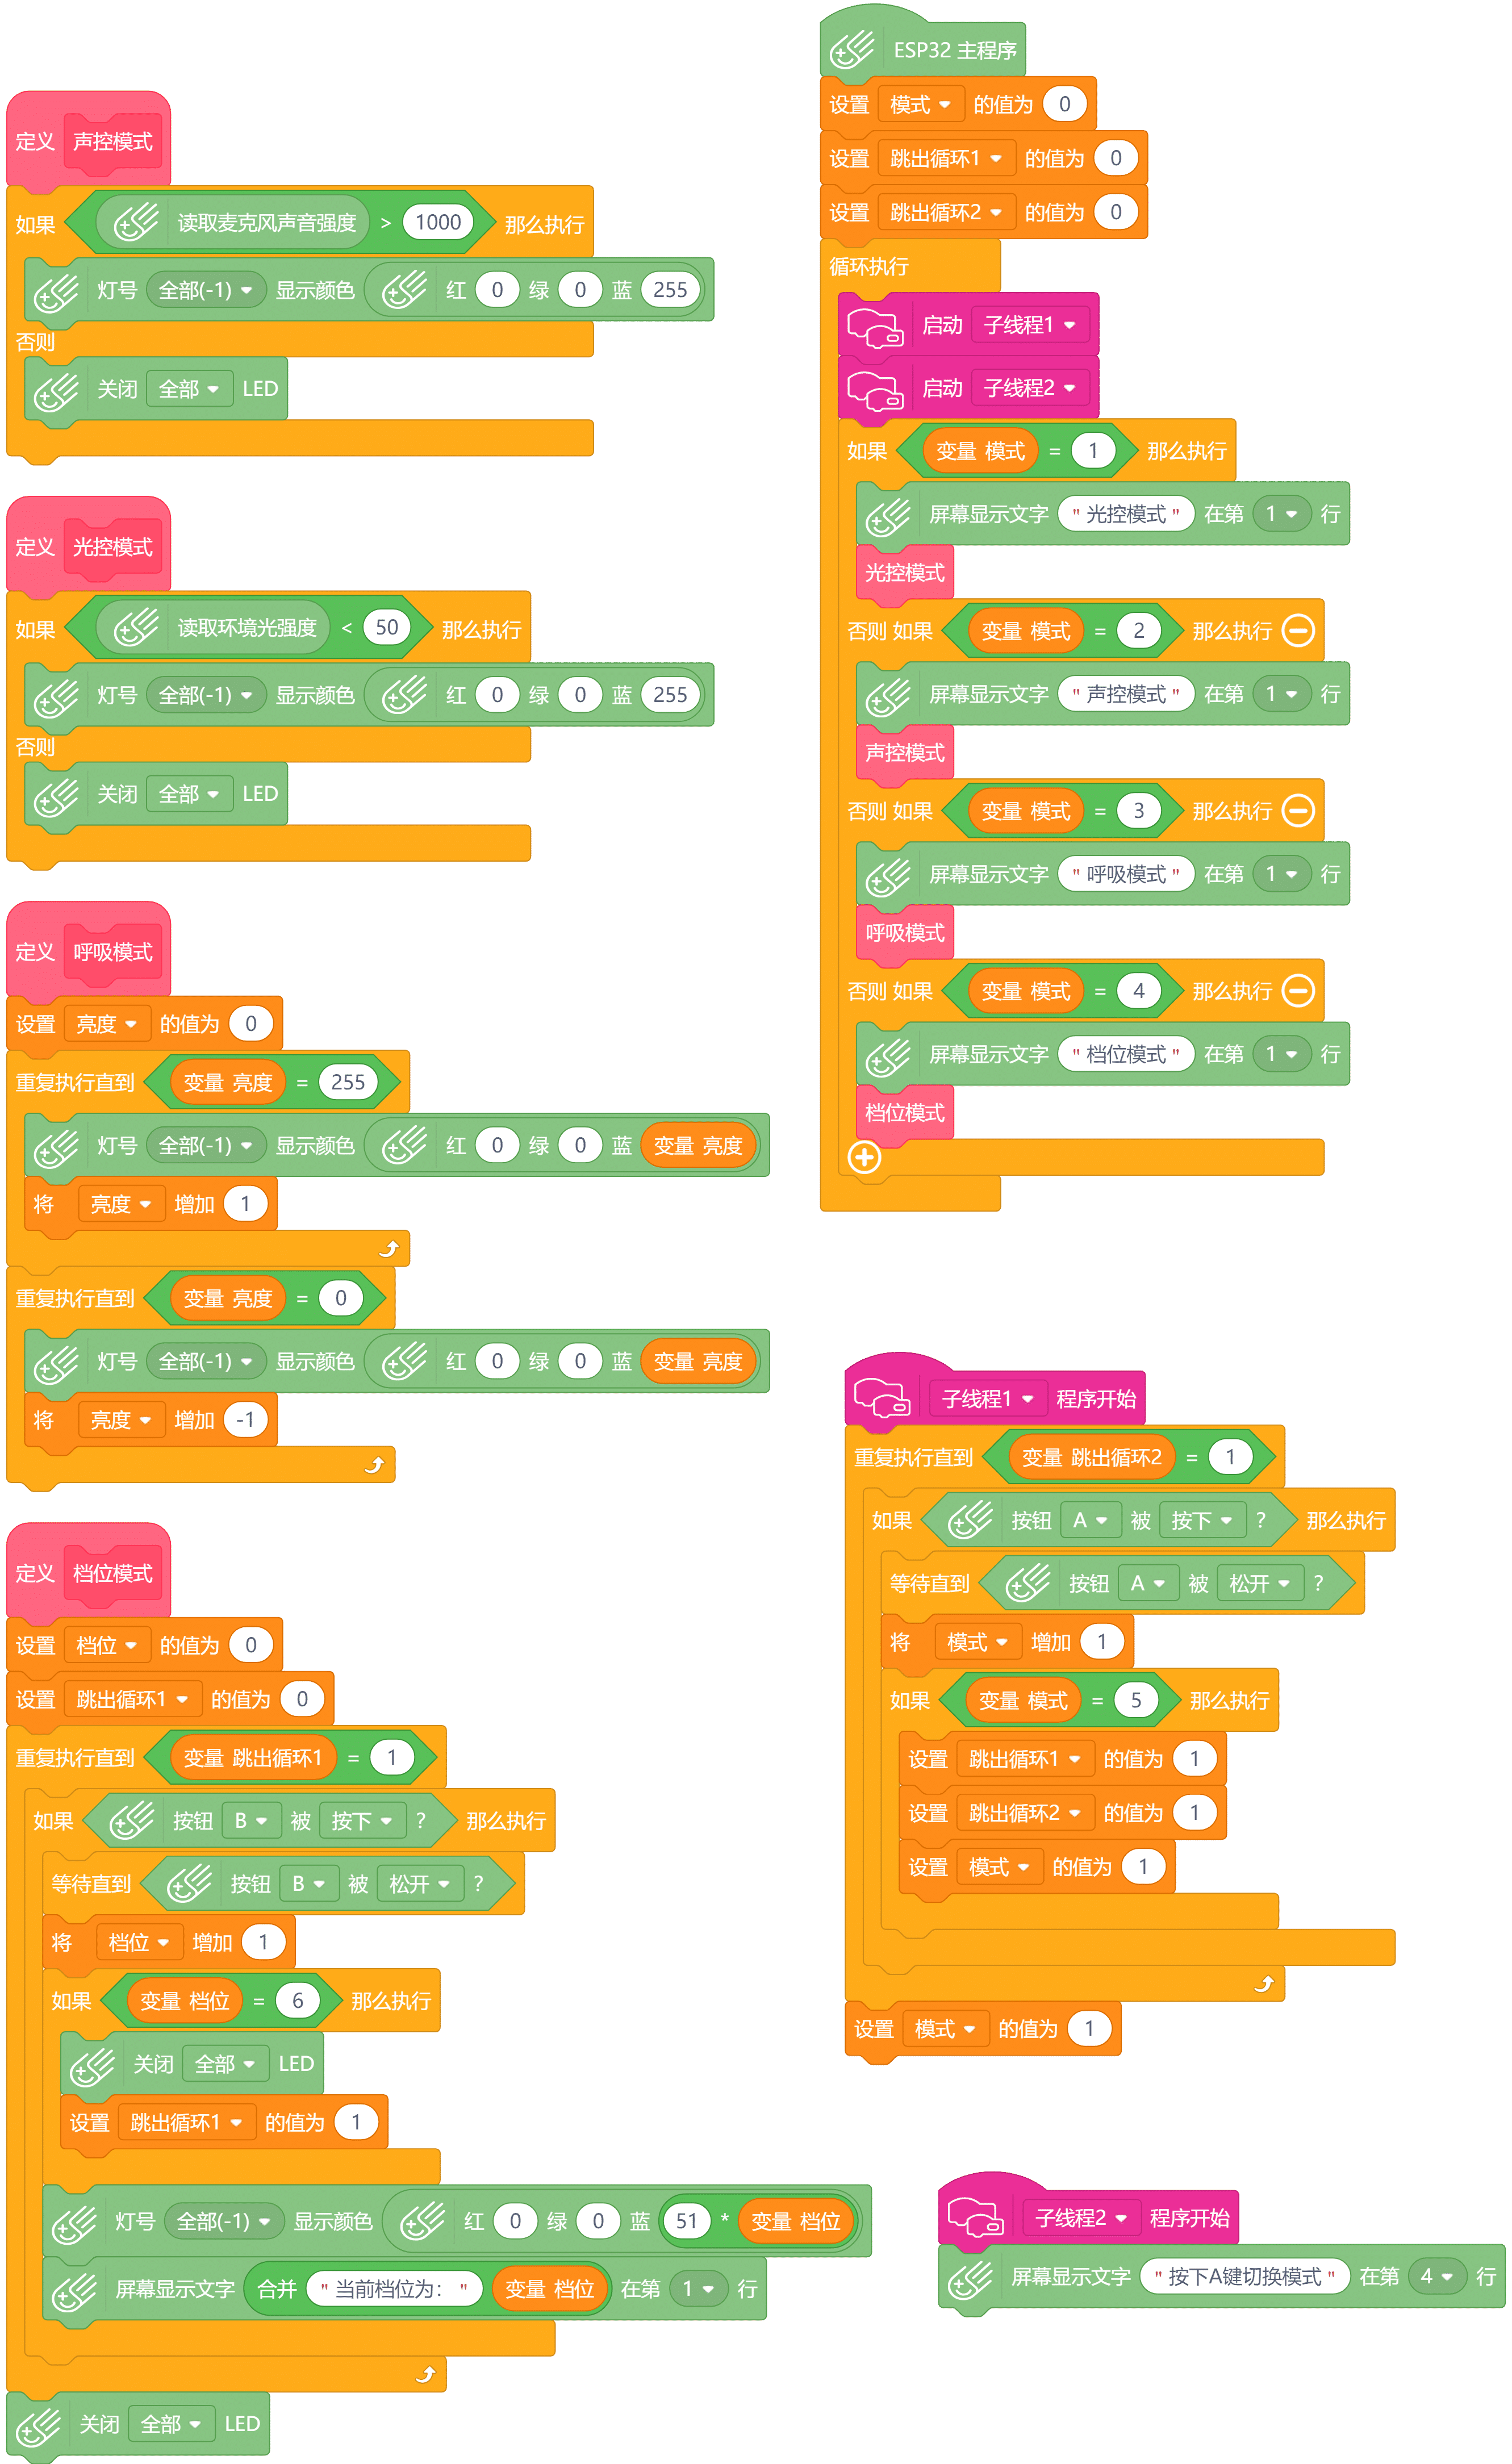 定义 声控模式
如果 读取麦克风声音强度 > 1000 那么执行
灯号 全部(-1) 显示颜色 红 0 绿 0 蓝 255
否则
关闭 全部 LED
定义 光控模式
如果 读取环境光强度 < 50 那么执行
灯号 全部(-1) 显示颜色 红 0 绿 0 蓝 255
否则
关闭 全部 LED
定义 呼吸模式
设置 亮度 的值为 0
重复执行直到 变量 亮度 = 255
灯号 全部(-1) 显示颜色 红 0 绿 0 蓝 变量 亮度
将 亮度 增加 1
重复执行直到 变量 亮度 = 0
灯号 全部(-1) 显示颜色 红 0 绿 0 蓝 变量 亮度
将 亮度 增加 -1
定义 档位模式
设置 档位 的值为 0
设置 跳出循环1 的值为 0
重复执行直到 变量 跳出循环1 = 1
如果 按钮 B 被 按下 ? 那么执行
等待直到 按钮 B 被 松开 ?
将 档位 增加 1
如果 变量 档位 = 6 那么执行
关闭 全部 LED
设置 跳出循环1 的值为 1
灯号 全部(-1) 显示颜色 红 0 绿 0 蓝 51 * 变量 档位
屏幕显示文字 合并 "当前档位为：" 变量 档位 在第 1 行
关闭 全部 LED
ESP32 主程序
设置 模式 的值为 0
设置 跳出循环1 的值为 0
设置 跳出循环2 的值为 0
循环执行
启动 子线程1
启动 子线程2
如果 变量 模式 = 1 那么执行
屏幕显示文字 "光控模式" 在第 1 行
光控模式
否则 如果 变量 模式 = 2 那么执行
屏幕显示文字 "声控模式" 在第 1 行
声控模式
否则 如果 变量 模式 = 3 那么执行
屏幕显示文字 "呼吸模式" 在第 1 行
呼吸模式
否则 如果 变量 模式 = 4 那么执行
屏幕显示文字 "档位模式" 在第 1 行
档位模式
子线程1 程序开始
重复执行直到 变量 跳出循环2 = 1
如果 按钮 A 被 按下 ? 那么执行
等待直到 按钮 A 被 松开 ?
将 模式 增加 1
如果 变量 模式 = 5 那么执行
设置 跳出循环1 的值为 1
设置 跳出循环2 的值为 1
设置 模式 的值为 1
设置 模式 的值为 1
子线程2 程序开始
屏幕显示文字 "按下A键切换模式" 在第 4 行